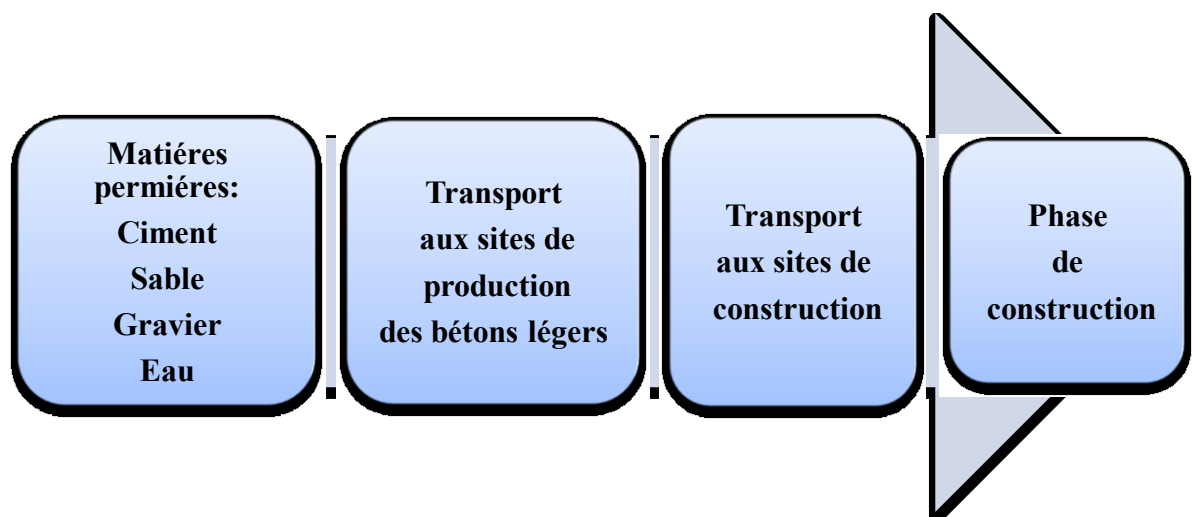 Matiéres
permiéres:
Ciment
Sable
Gravier
Eau
Transport
aux sites de
production
des bétons légers
Transport
aux sites de
construction
Phase
de
construction